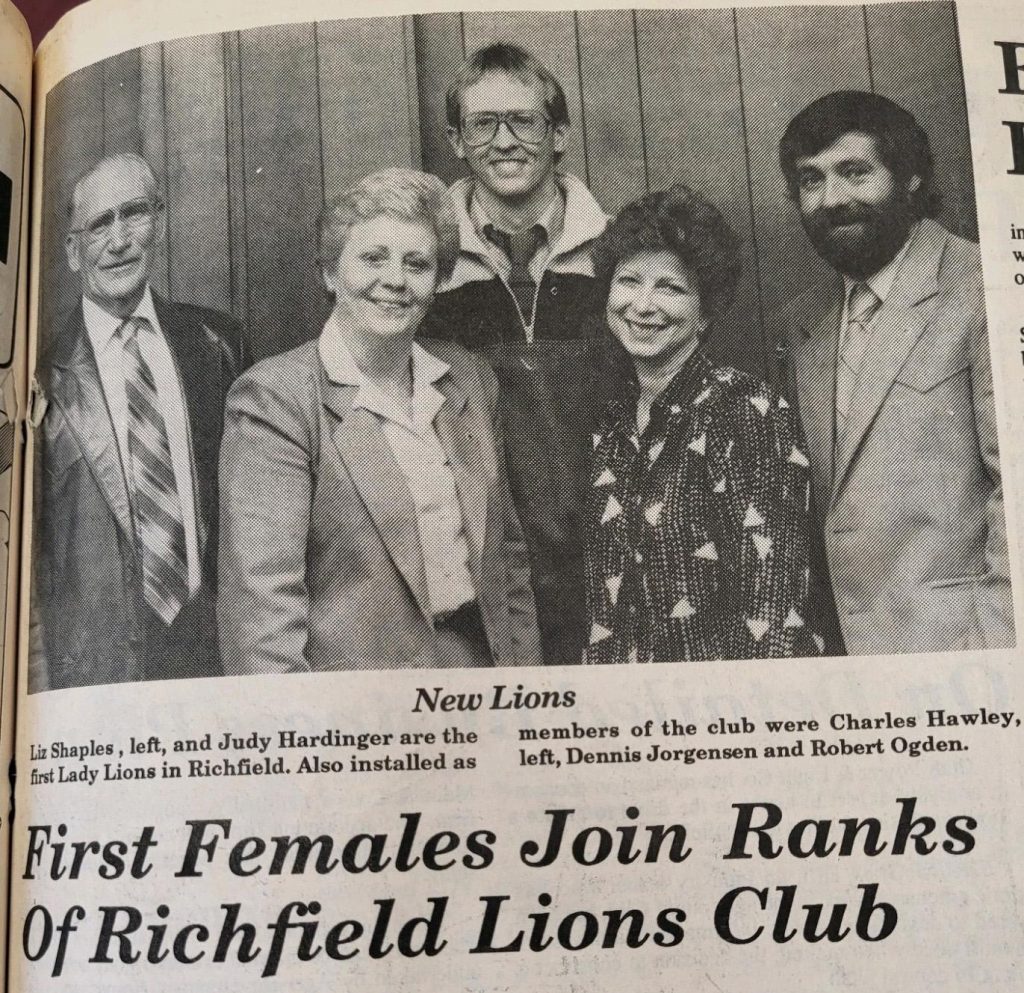 New Lions
Liz Shaples , left, and Judy Hardinger are the
first Lady Lions in Richfield. Also installed as
members of the club were Charles Hawley,
left, Dennis Jorgensen and Robert Ogden.
First Females Join Ranks
Of Richfield Lions Club